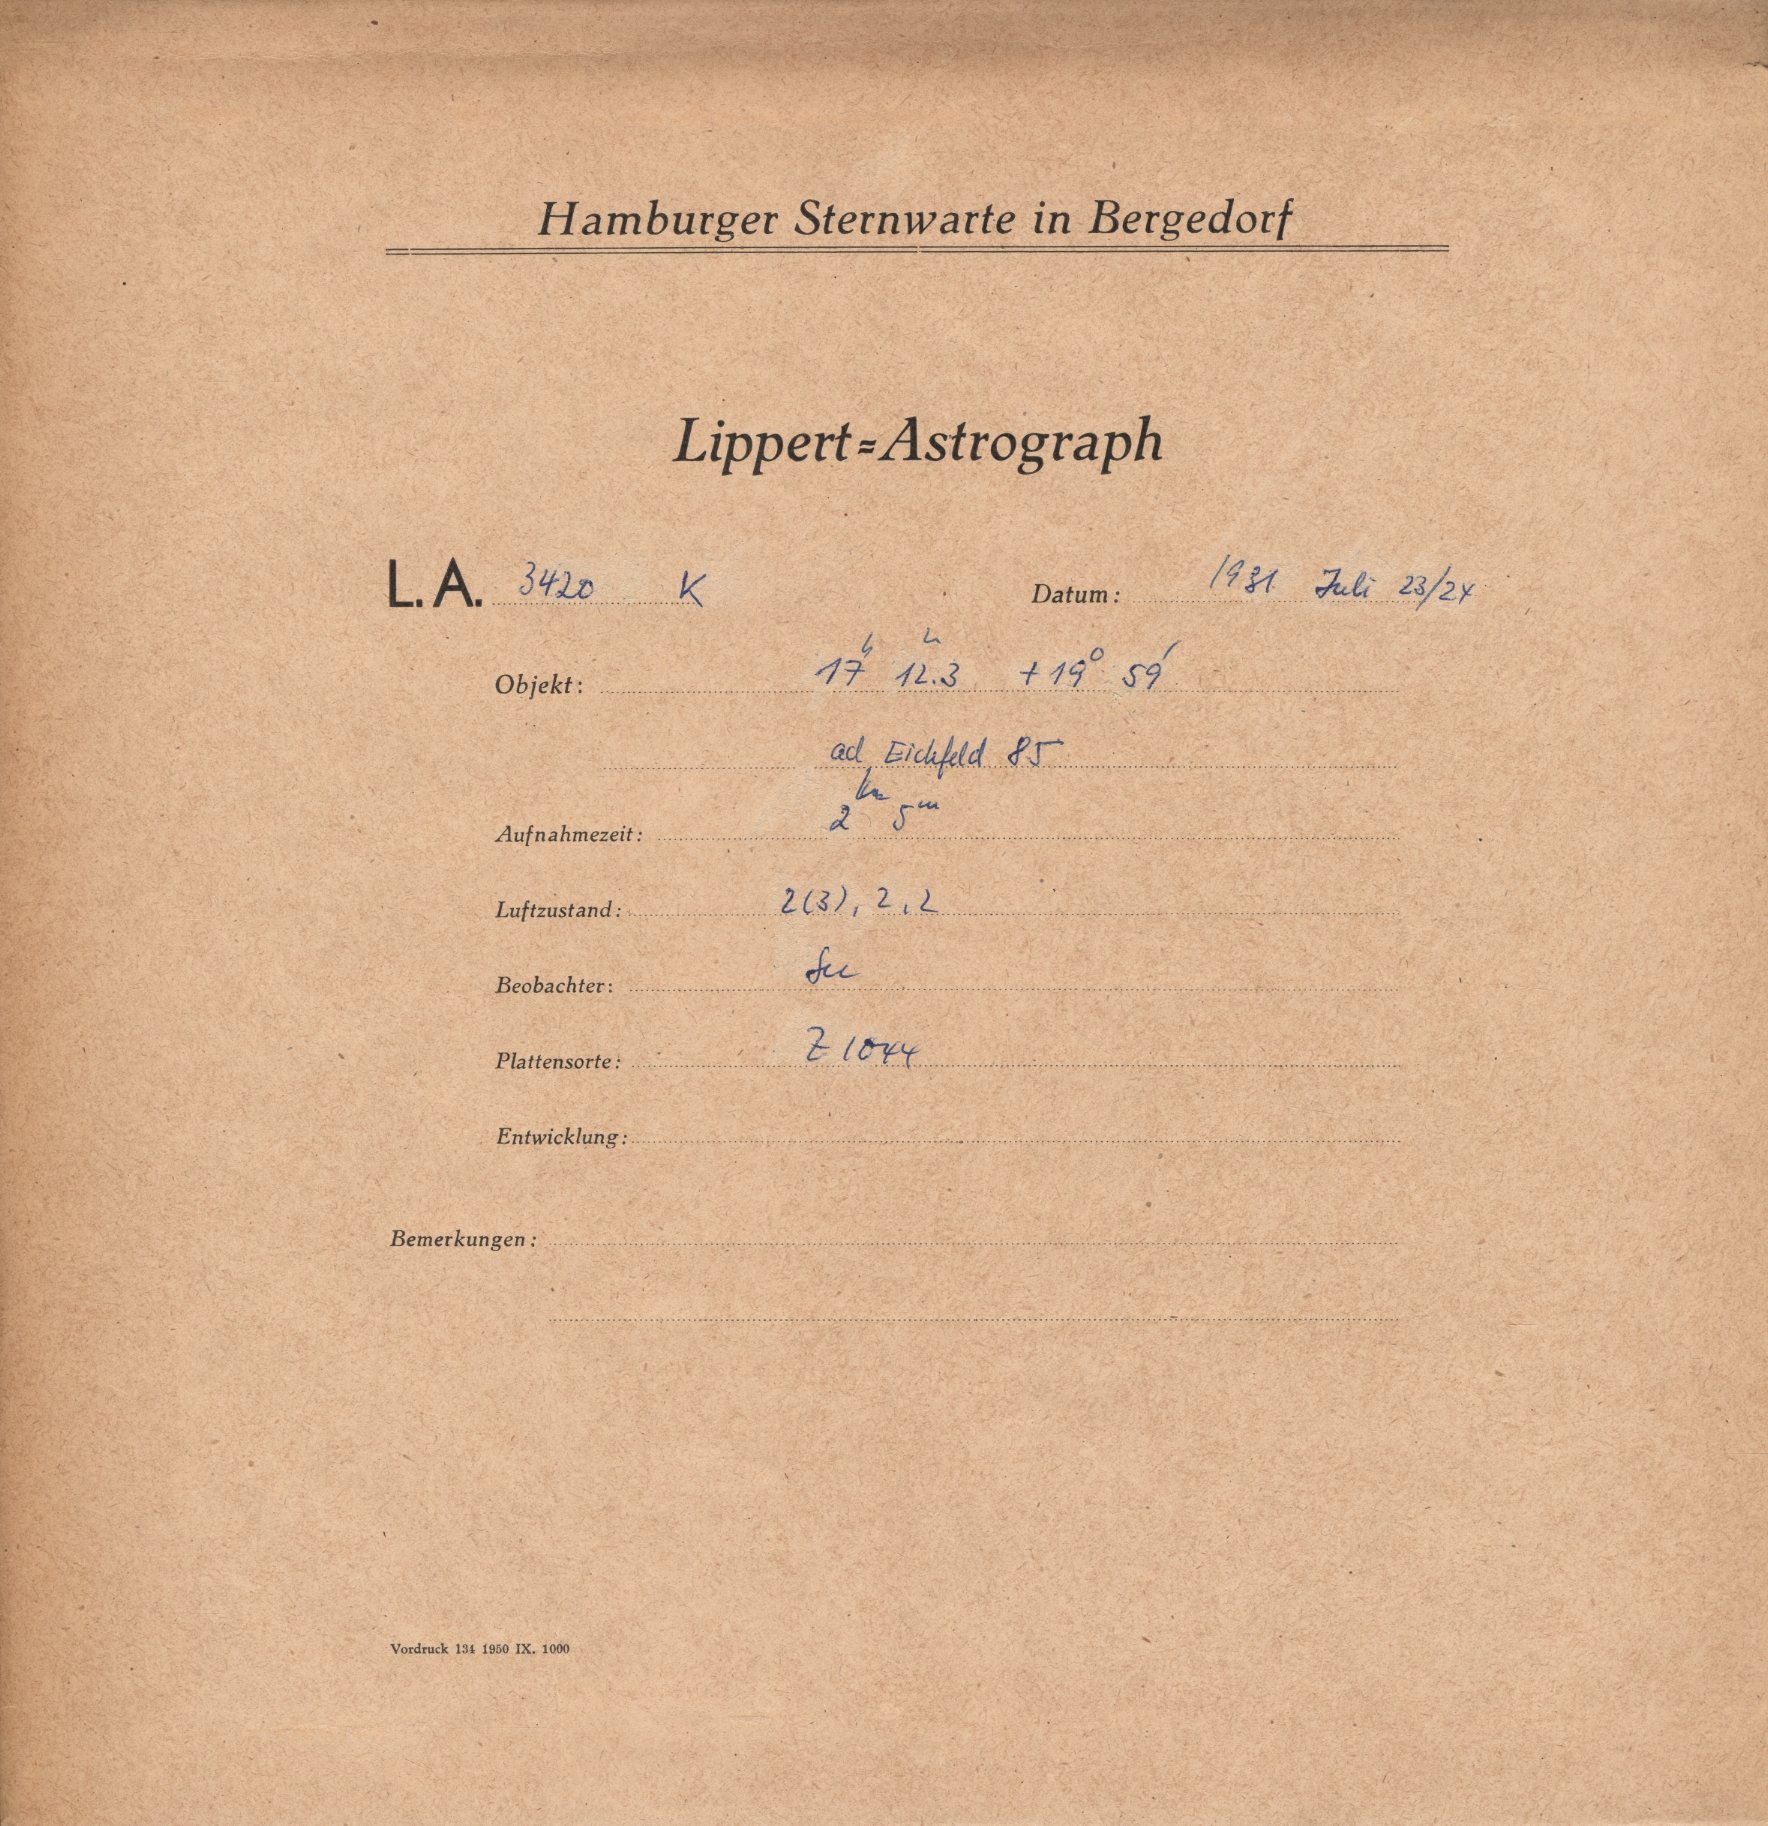 Hamburger Sternwarte in Bergedorf
Lippert=Astrograph
L.A. 3420 K Datum: 1931 Juli 23/24
Objekt: 17h 12.3m +19° 59'
ad Eichfeld 85
Aufnahmezeit: 2h 5m
Luftzustand: 2(3), 2, 2
Beobachter:
Plattensorte: Z 1044
Entwicklung:
Bemerkungen:
Vordruck 134 1950 IX. 1000